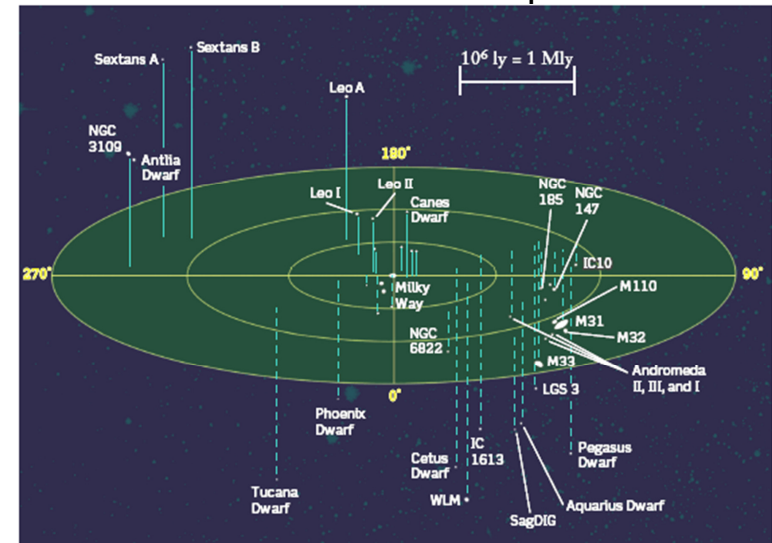 Sextans B
Sextans A
10⁶ ly = 1 Mly
Leo A
NGC
3109
Antlia
Dwarf
180°
Leo I
Leo II
Canes
Dwarf
NGC
185
NGC
147
IC10
270°
90°
Milky
Way
M110
M31
M32
NGC
6822
M33
Andromeda
II, III, and I
LGS 3
0°
Phoenix
Dwarf
Cetus
Dwarf
IC
1613
Pegasus
Dwarf
Tucana
Dwarf
WLM
Aquarius Dwarf
SagDIG